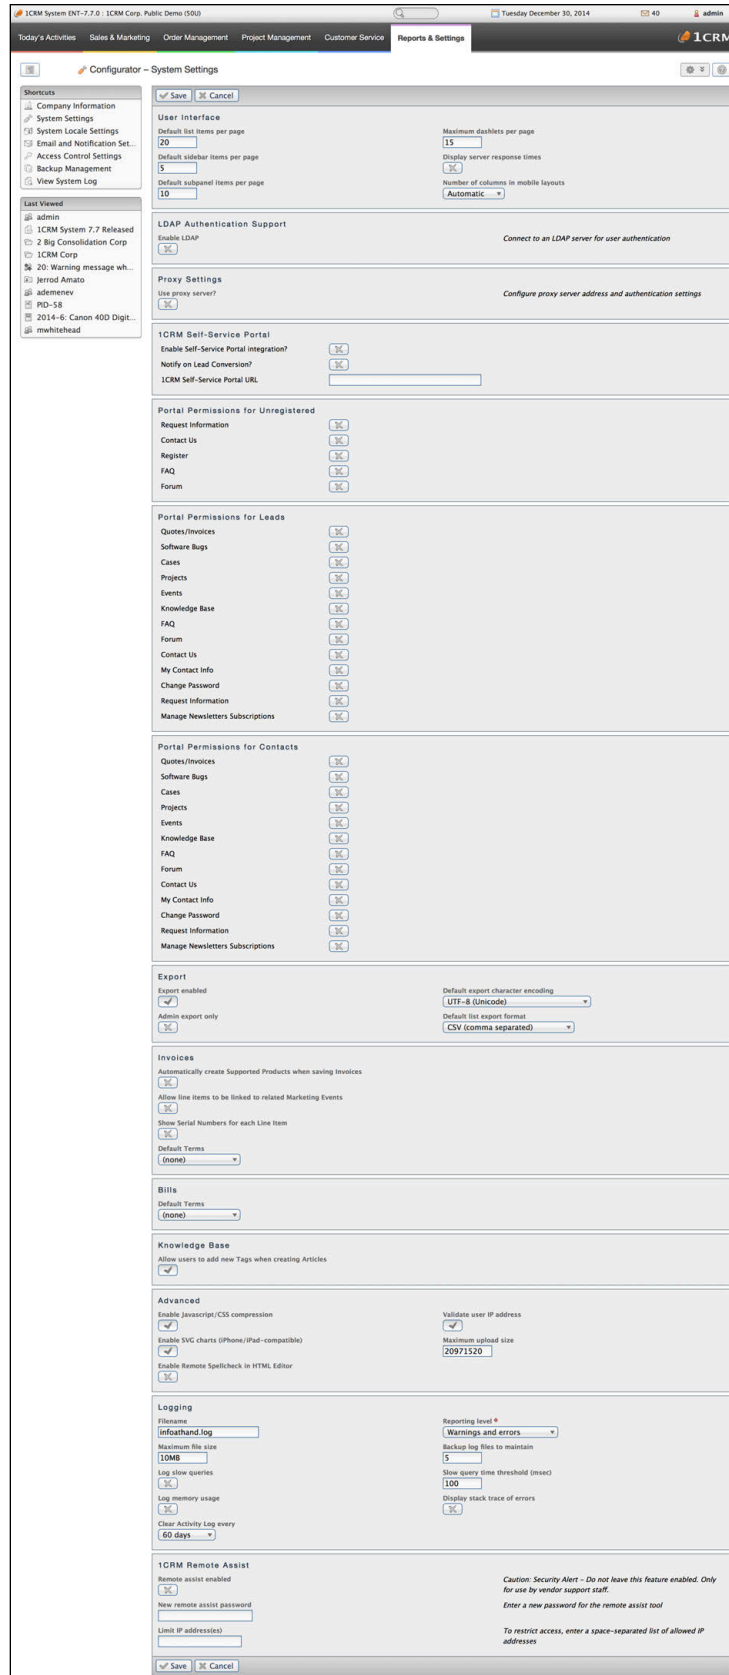 1CRM System ENT-7.7.0 : 1CRM Corp. Public Demo (50U)
Tuesday December 30, 2014
40
admin
Today's Activities
Sales & Marketing
Order Management
Project Management
Customer Service
Reports & Settings
1CRM
Configurator – System Settings
Shortcuts
Company Information
System Settings
System Locale Settings
Email and Notification Set...
Access Control Settings
Backup Management
View System Log
Last Viewed
admin
1CRM System 7.7 Released
2 Big Consolidation Corp
1CRM Corp
20: Warning message wh...
Jerrod Amato
ademenev
PID-58
2014-6: Canon 40D Digit...
mwhitehead
Save
Cancel
User Interface
Default list items per page
20
Maximum dashlets per page
15
Default sidebar items per page
5
Display server response times
Default subpanel items per page
10
Number of columns in mobile layouts
Automatic
LDAP Authentication Support
Enable LDAP
Connect to an LDAP server for user authentication
Proxy Settings
Use proxy server?
Configure proxy server address and authentication settings
1CRM Self-Service Portal
Enable Self-Service Portal integration?
Notify on Lead Conversion?
1CRM Self-Service Portal URL
Portal Permissions for Unregistered
Request Information
Contact Us
Register
FAQ
Forum
Portal Permissions for Leads
Quotes/Invoices
Software Bugs
Cases
Projects
Events
Knowledge Base
FAQ
Forum
Contact Us
My Contact Info
Change Password
Request Information
Manage Newsletters Subscriptions
Portal Permissions for Contacts
Quotes/Invoices
Software Bugs
Cases
Projects
Events
Knowledge Base
FAQ
Forum
Contact Us
My Contact Info
Change Password
Request Information
Manage Newsletters Subscriptions
Export
Export enabled
Default export character encoding
UTF-8 (Unicode)
Admin export only
Default list export format
CSV (comma separated)
Invoices
Automatically create Supported Products when saving Invoices
Allow line items to be linked to related Marketing Events
Show Serial Numbers for each Line Item
Default Terms
(none)
Bills
Default Terms
(none)
Knowledge Base
Allow users to add new Tags when creating Articles
Advanced
Enable Javascript/CSS compression
Validate user IP address
Enable SVG charts (iPhone/iPad-compatible)
Maximum upload size
20971520
Enable Remote Spellcheck in HTML Editor
Logging
Filename
infoathand.log
Reporting level *
Warnings and errors
Maximum file size
10MB
Backup log files to maintain
5
Log slow queries
Slow query time threshold (msec)
100
Log memory usage
Display stack trace of errors
Clear Activity Log every
60 days
1CRM Remote Assist
Remote assist enabled
Caution: Security Alert – Do not leave this feature enabled. Only
for use by vendor support staff.
New remote assist password
Enter a new password for the remote assist tool
Limit IP address(es)
To restrict access, enter a space-separated list of allowed IP
addresses
Save
Cancel